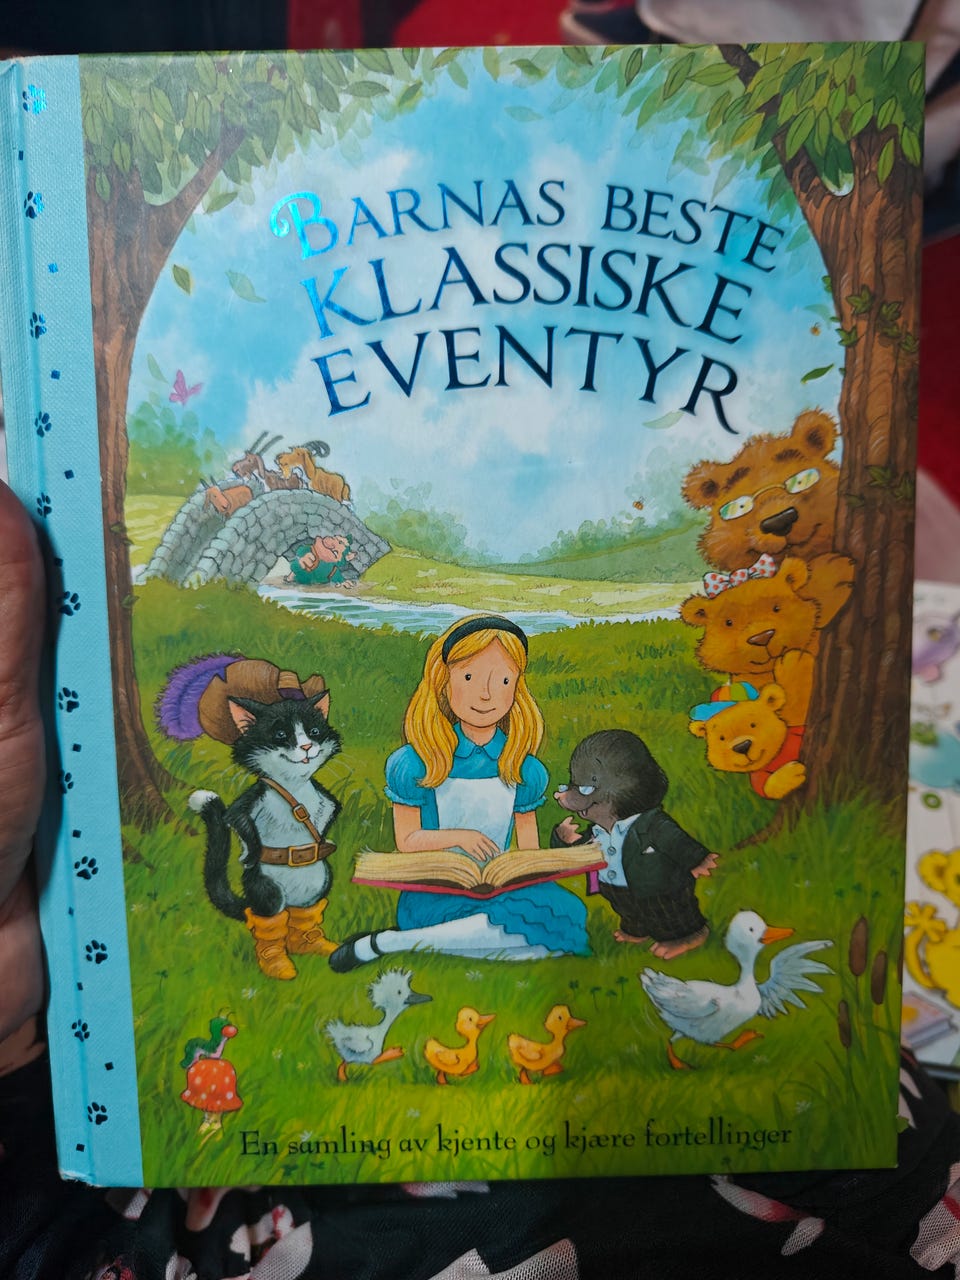 BARNAS BESTE
KLASSISKE
EVENTYR
En samling av kjente og kjære fortellinger